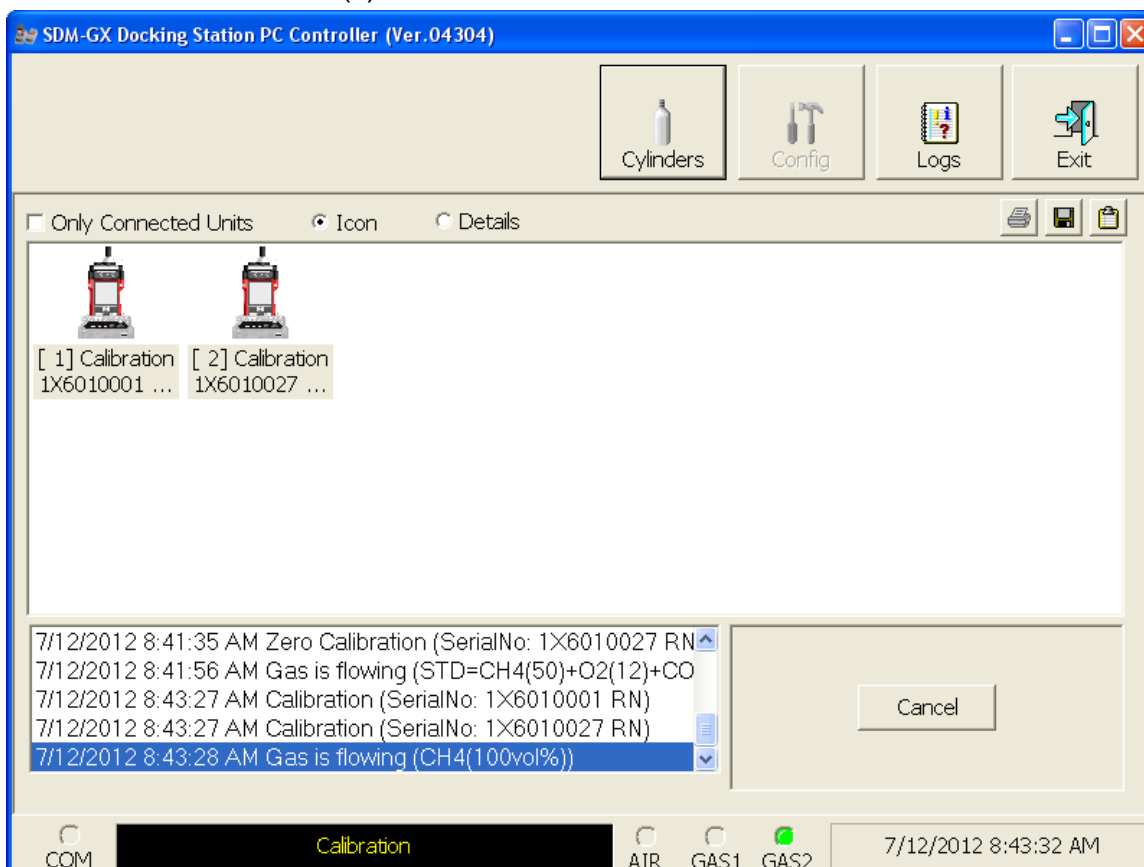 SDM-GX Docking Station PC Controller (Ver.04304)
Cylinders
Config
Logs
Exit
Only Connected Units
Icon
Details
[ 1] Calibration
1X6010001 ...
[ 2] Calibration
1X6010027 ...
7/12/2012 8:41:35 AM Zero Calibration (SerialNo: 1X6010027 RN
7/12/2012 8:41:56 AM Gas is flowing (STD=CH4(50)+O2(12)+CO
7/12/2012 8:43:27 AM Calibration (SerialNo: 1X6010001 RN)
7/12/2012 8:43:27 AM Calibration (SerialNo: 1X6010027 RN)
7/12/2012 8:43:28 AM Gas is flowing (CH4(100vol%))
Cancel
COM
Calibration
AIR
GAS1
GAS2
7/12/2012 8:43:32 AM